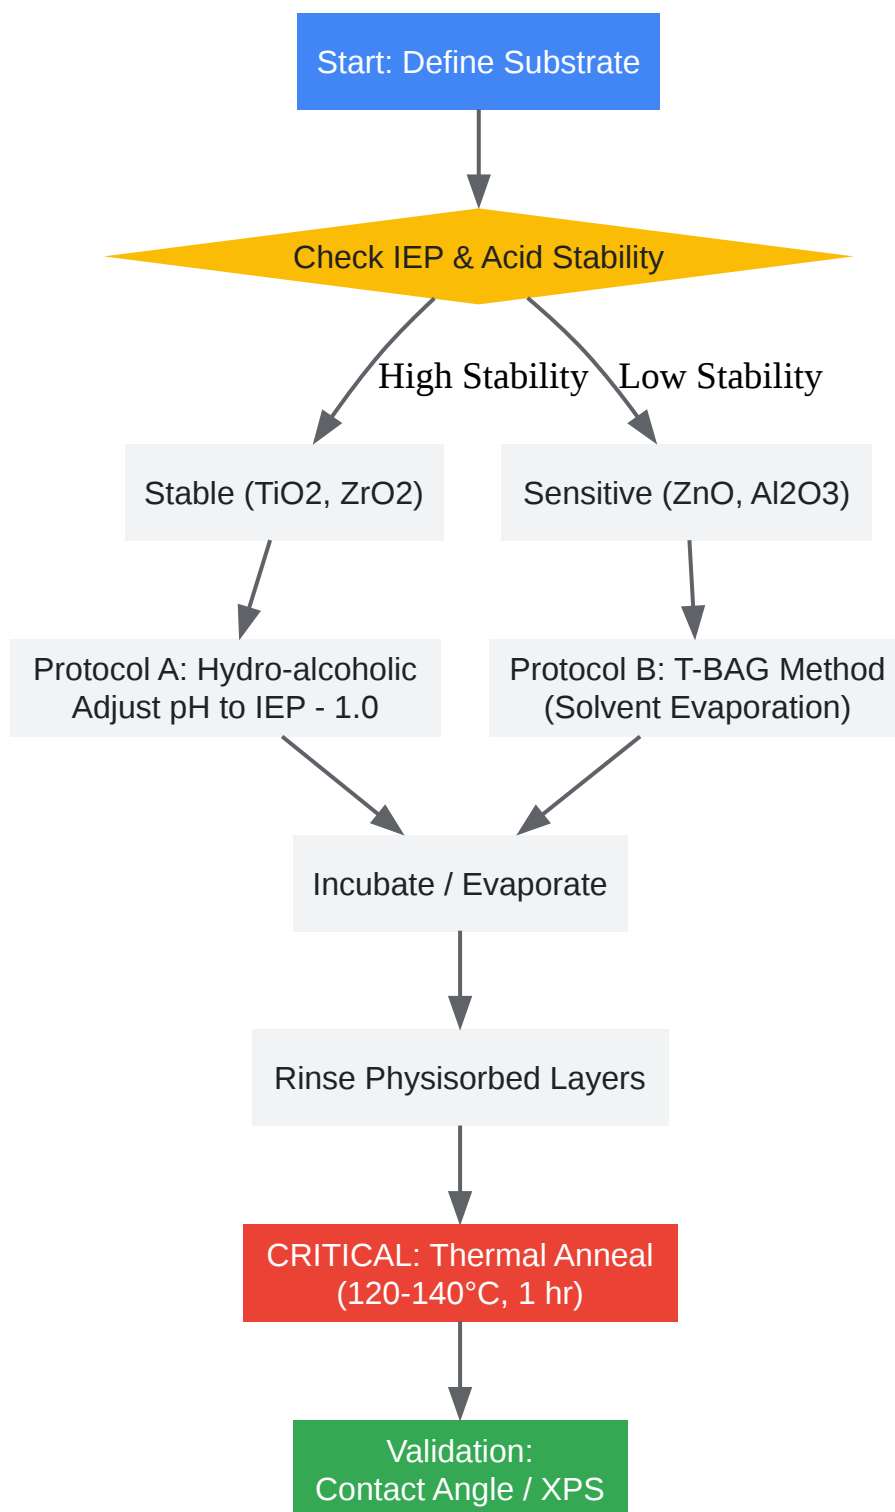 Start: Define Substrate
Check IEP & Acid Stability
High Stability
Low Stability
Stable (TiO2, ZrO2)
Sensitive (ZnO, Al2O3)
Protocol A: Hydro-alcoholic
Adjust pH to IEP - 1.0
Protocol B: T-BAG Method
(Solvent Evaporation)
Incubate / Evaporate
Rinse Physisorbed Layers
CRITICAL: Thermal Anneal
(120-140°C, 1 hr)
Validation:
Contact Angle / XPS